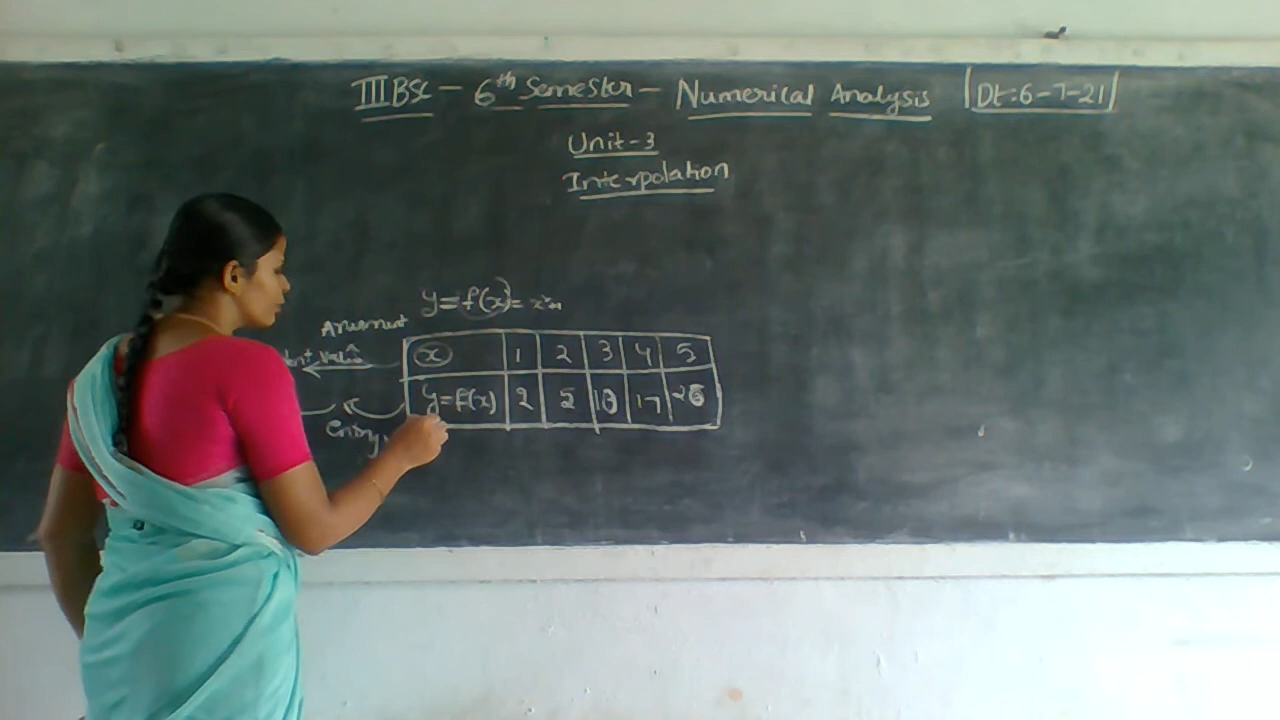 III BSc - 6th Semester - Numerical Analysis Dt: 6-7-21
Unit-3
Interpolation
y = f(x) = x²+1
Argument
x 1 2 3 4 5
y = f(x) 2 5 10 17 26
Entry